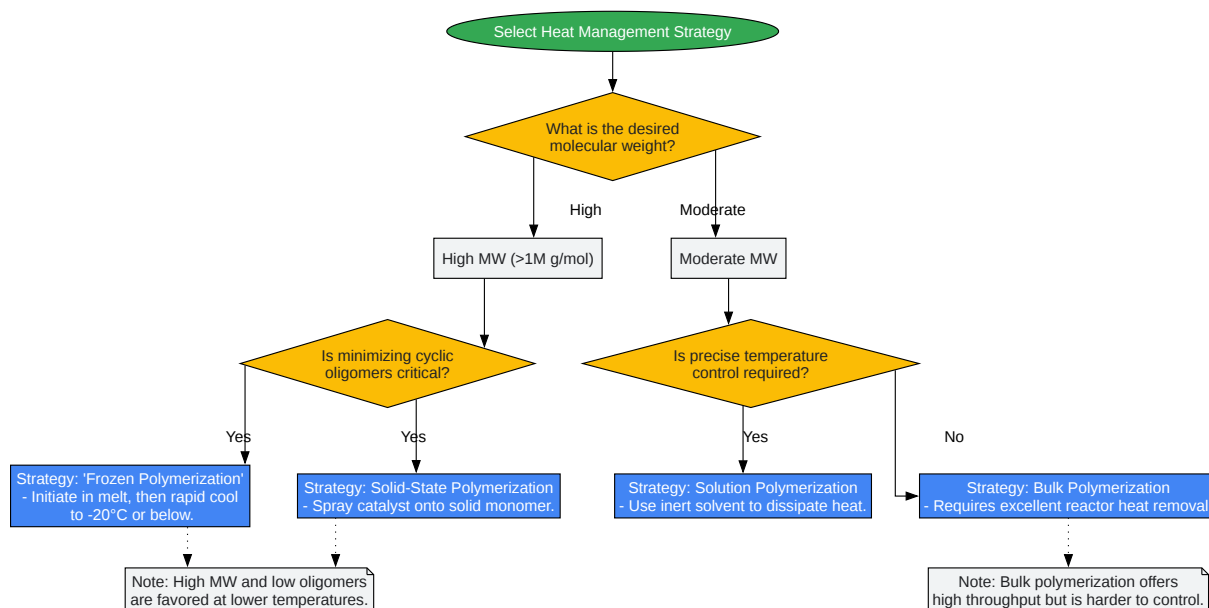 Select Heat Management Strategy
What is the desired
molecular weight?
High
Moderate
High MW (>1M g/mol)
Moderate MW
Is minimizing cyclic
oligomers critical?
Is precise temperature
control required?
Yes
Yes
Yes
No
Strategy: 'Frozen Polymerization'
- Initiate in melt, then rapid cool
to -20°C or below.
Strategy: Solid-State Polymerization
- Spray catalyst onto solid monomer.
Strategy: Solution Polymerization
- Use inert solvent to dissipate heat.
Strategy: Bulk Polymerization
- Requires excellent reactor heat removal
Note: High MW and low oligomers
are favored at lower temperatures.
Note: Bulk polymerization offers
high throughput but is harder to control.